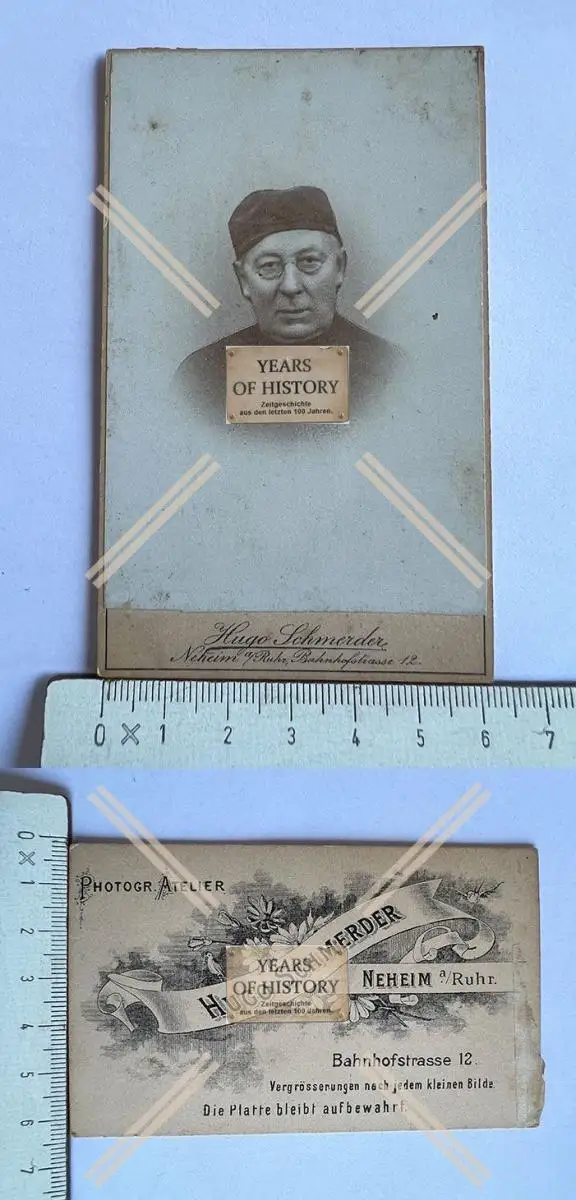 YEARS
OF HISTORY
Zeitgeschichte
aus den letzten 100 Jahren.
Hugo Schmerder,
Neheim a/Ruhr, Bahnhofstrasse 12.
0 1 2 3 4 5 6 7
0 1 2 3 4 5 6 7
PHOTOGR. ATELIER
HUGO SCHMERDER
YEARS
OF HISTORY
Zeitgeschichte
aus den letzten 100 Jahren.
NEHEIM a/Ruhr.
Bahnhofstrasse 12.
Vergrösserungen nach jedem kleinen Bilde.
Die Platte bleibt aufbewahrt.